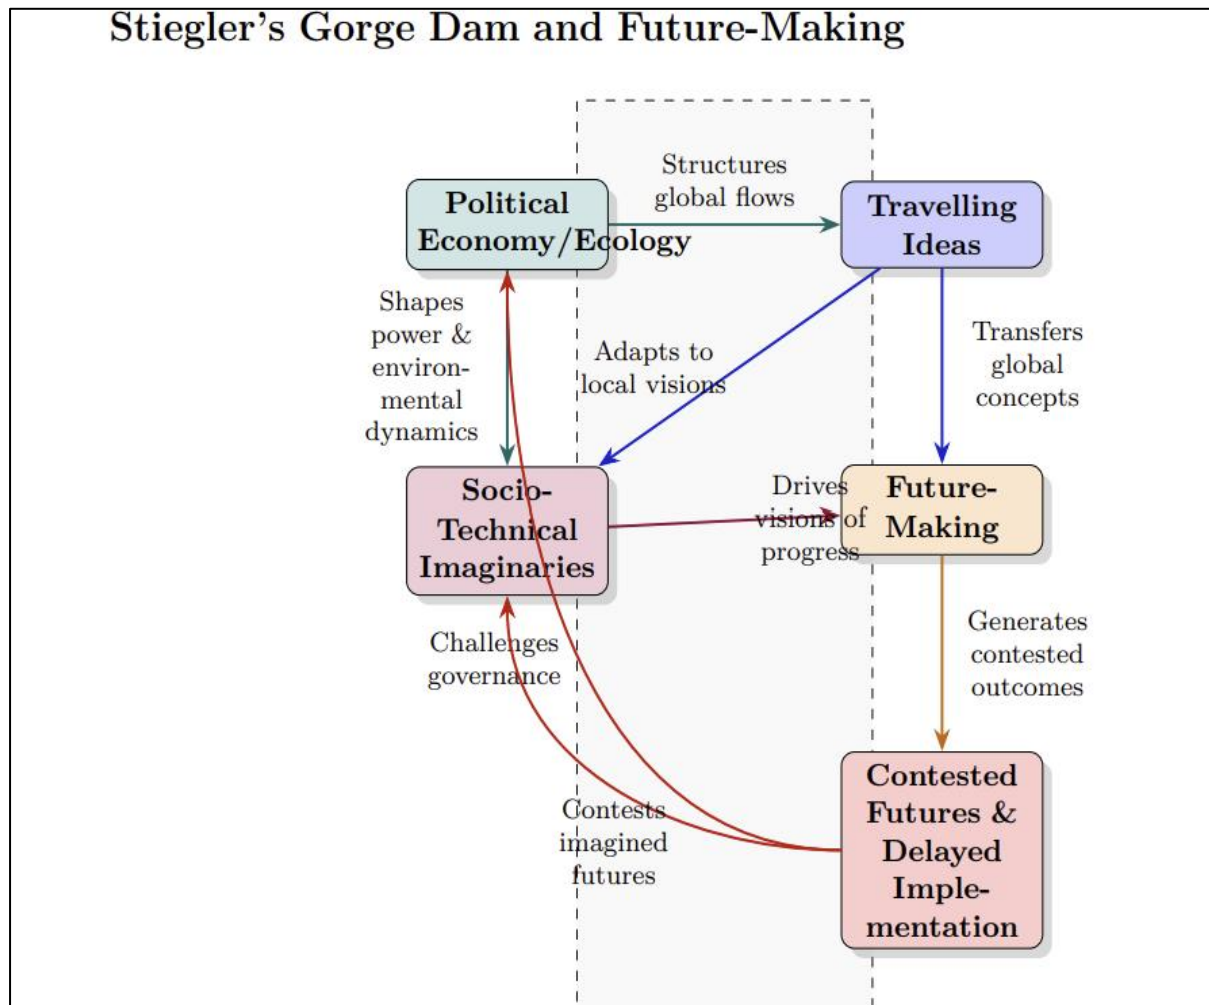 Stiegler's Gorge Dam and Future-Making
Structures
global flows
Political
Economy/Ecology
Travelling
Ideas
Shapes
power &
environ-
mental
dynamics
Adapts to
local visions
Transfers
global
concepts
Socio-
Technical
Imaginaries
Drives
visions of
progress
Future-
Making
Challenges
governance
Generates
contested
outcomes
Contests
imagined
futures
Contested
Futures &
Delayed
Imple-
mentation